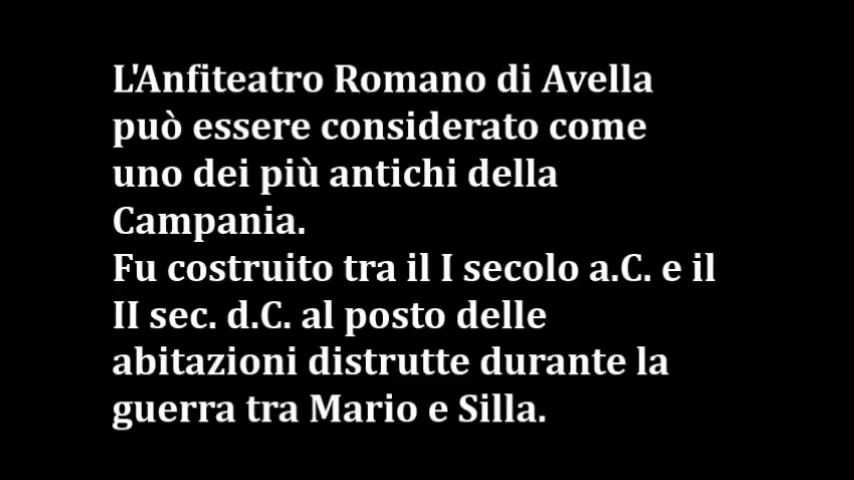 L'Anfiteatro Romano di Avella
può essere considerato come
uno dei più antichi della
Campania.
Fu costruito tra il I secolo a.C. e il
II sec. d.C. al posto delle
abitazioni distrutte durante la
guerra tra Mario e Silla.